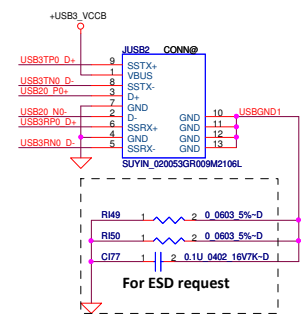 +USB3_VCCB
JUSB2 CONN@
USB3TP0_D+ 9 SSTX+
1 VBUS
USB3TN0_D- 8 SSTX-
USB20_P0+ 3 D+
7 GND GND 10 USBGND1
USB20_N0- 2 D- GND 11
USB3RP0_D+ 6 SSRX+ GND 12
4 GND GND 13
USB3RN0_D- 5 SSRX-
SUYIN_020053GR009M2106L
RI49 1 2 0_0603_5%~D
RI50 1 2 0_0603_5%~D
CI77 1 2 0.1U_0402_16V7K~D
For ESD request